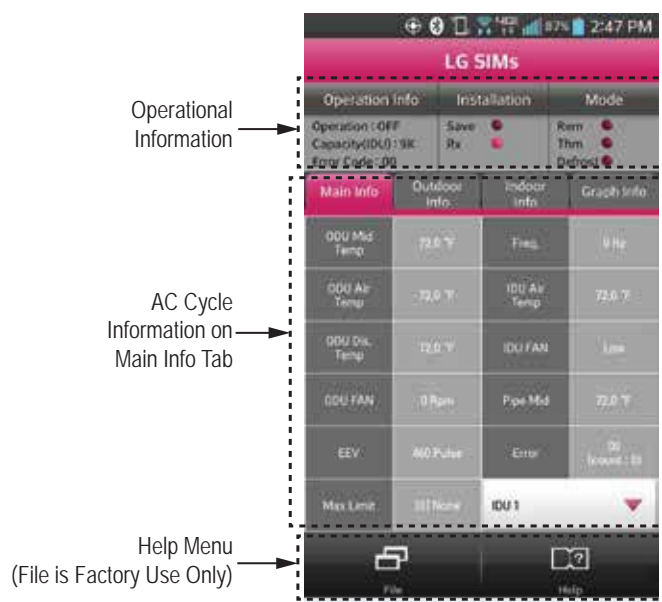 87% 2:47 PM
LG SIMs
Operation Info Installation Mode
Operation : OFF Save Rem
Capacity(IDU) : 9K Rx Thm
Error Code : 00 Defrost
Operational
Information
Main Info Outdoor Info Indoor Info Graph Info
ODU Mid Temp 72.0 °F Freq. 0 Hz
ODU Air Temp 72.0 °F IDU Air Temp 72.0 °F
ODU Dis. Temp 72.0 °F IDU FAN Low
ODU FAN 0 Rpm Pipe Mid 72.0 °F
EEV 460 Pulse Error 00 (count : 0)
Max Limit None IDU 1
AC Cycle
Information on
Main Info Tab
Help Menu
(File is Factory Use Only)
File Help